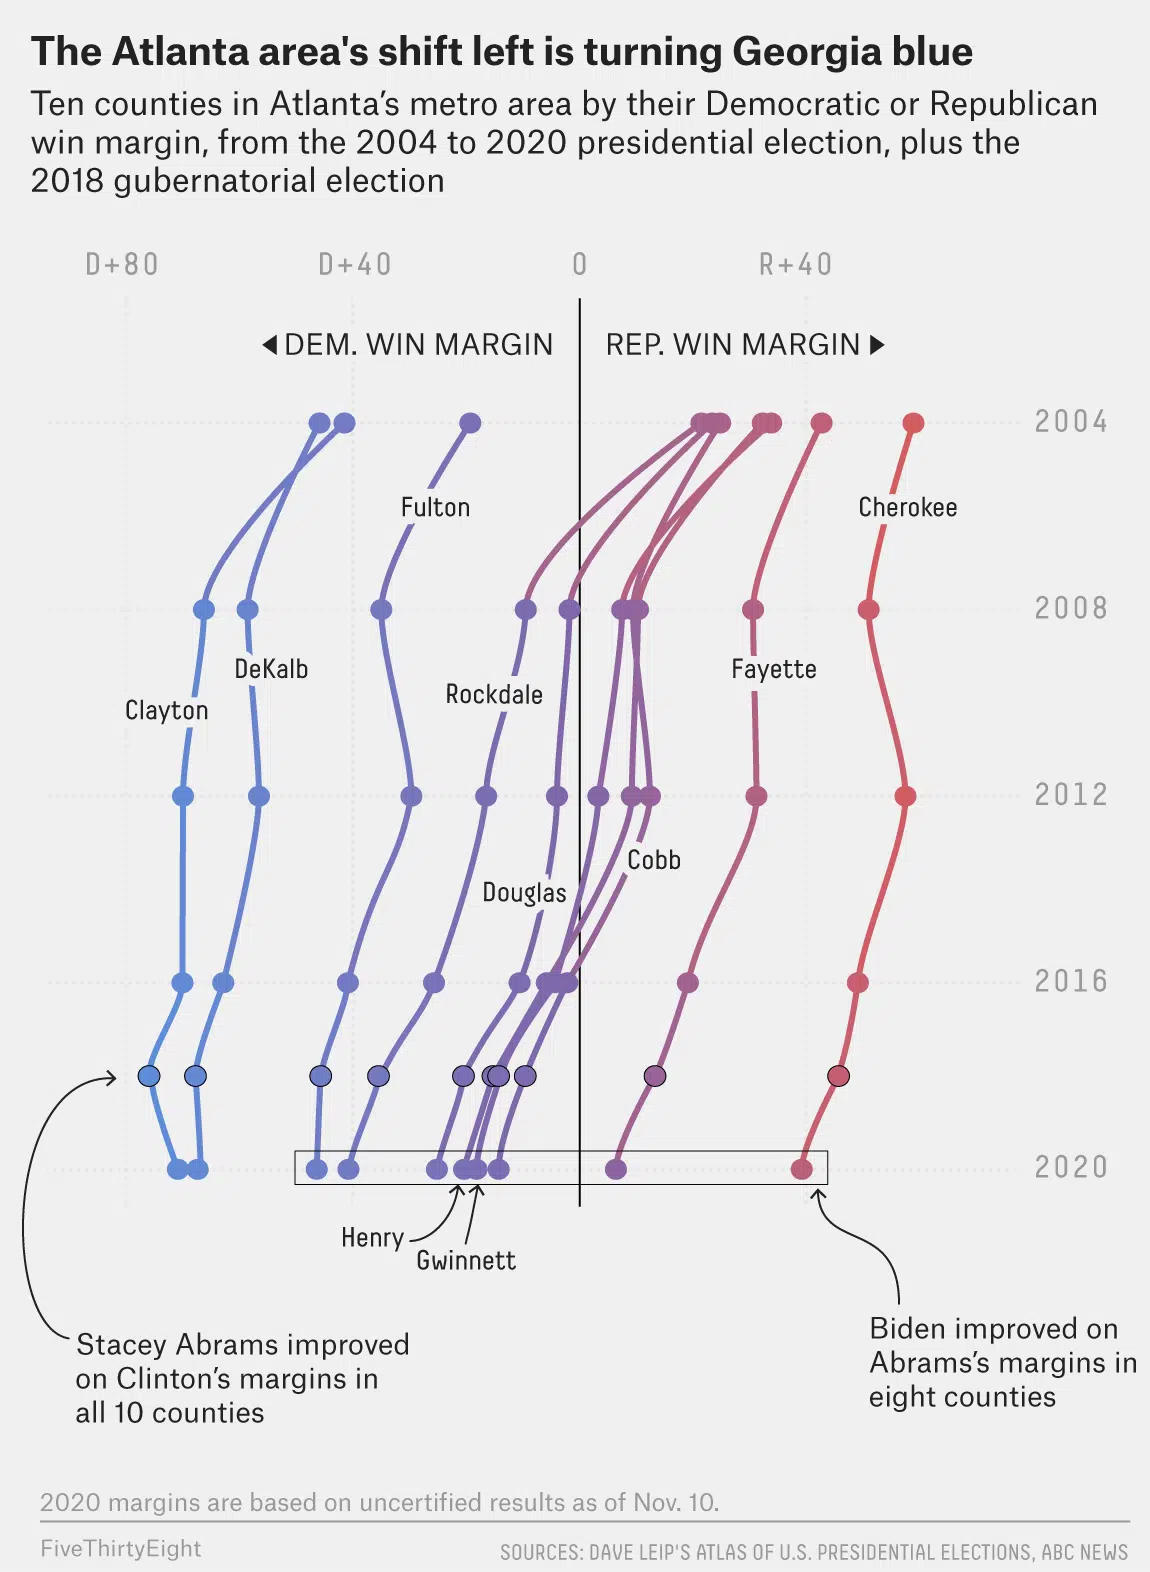 The Atlanta area's shift left is turning Georgia blue
Ten counties in Atlanta’s metro area by their Democratic or Republican
win margin, from the 2004 to 2020 presidential election, plus the
2018 gubernatorial election
D+80 D+40 0 R+40
◀ DEM. WIN MARGIN REP. WIN MARGIN ▶
2004
Fulton Cherokee
2008
DeKalb Fayette
Rockdale
Clayton
2012
Cobb
Douglas
2016
2020
Henry
Gwinnett
Stacey Abrams improved
on Clinton’s margins in
all 10 counties
Biden improved on
Abrams’s margins in
eight counties
2020 margins are based on uncertified results as of Nov. 10.
FiveThirtyEight
SOURCES: DAVE LEIP'S ATLAS OF U.S. PRESIDENTIAL ELECTIONS, ABC NEWS